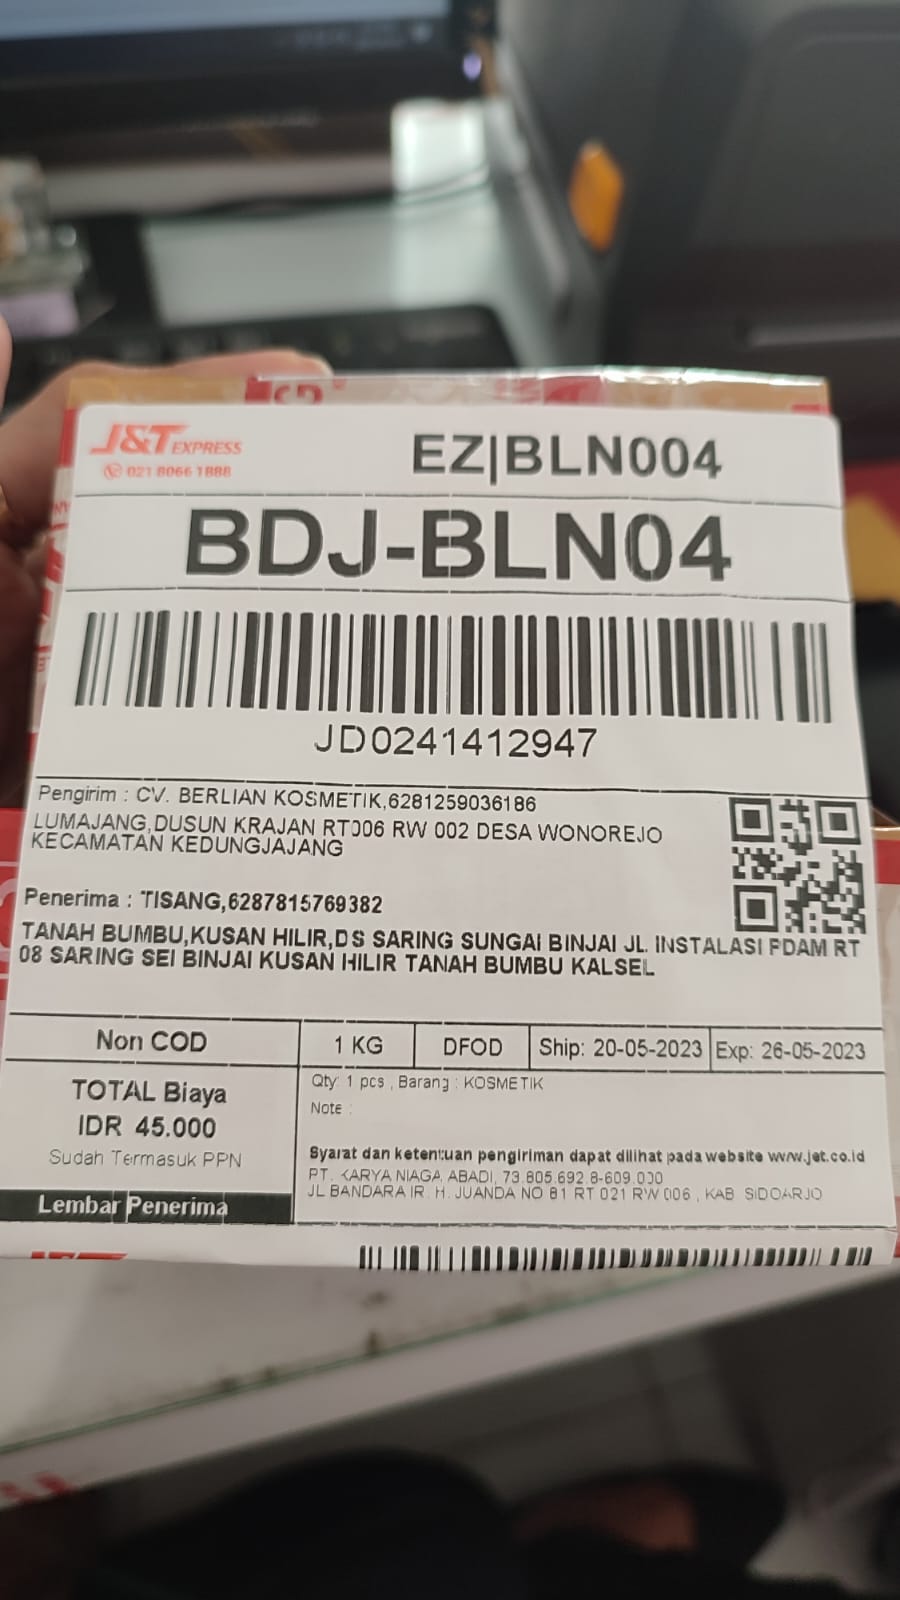 J&T EXPRESS
021 8066 1888
EZ|BLN004
BDJ-BLN04
JD0241412947
Pengirim : CV. BERLIAN KOSMETIK,6281259036186
LUMAJANG,DUSUN KRAJAN RT006 RW 002 DESA WONOREJO
KECAMATAN KEDUNGJAJANG
Penerima : TISANG,6287815769382
TANAH BUMBU,KUSAN HILIR,DS SARING SUNGAI BINJAI JL. INSTALASI PDAM RT
08 SARING SEI BINJAI KUSAN HILIR TANAH BUMBU KALSEL
Non COD
1 KG
DFOD
Ship: 20-05-2023
Exp: 26-05-2023
TOTAL Biaya
IDR 45.000
Sudah Termasuk PPN
Lembar Penerima
Qty: 1 pcs , Barang : KOSMETIK
Note :
Syarat dan ketentuan pengiriman dapat dilihat pada website www.jet.co.id
PT. KARYA NIAGA ABADI, 73.805.692.8-609.000
JL BANDARA IR. H. JUANDA NO 81 RT 021 RW 006 , KAB. SIDOARJO